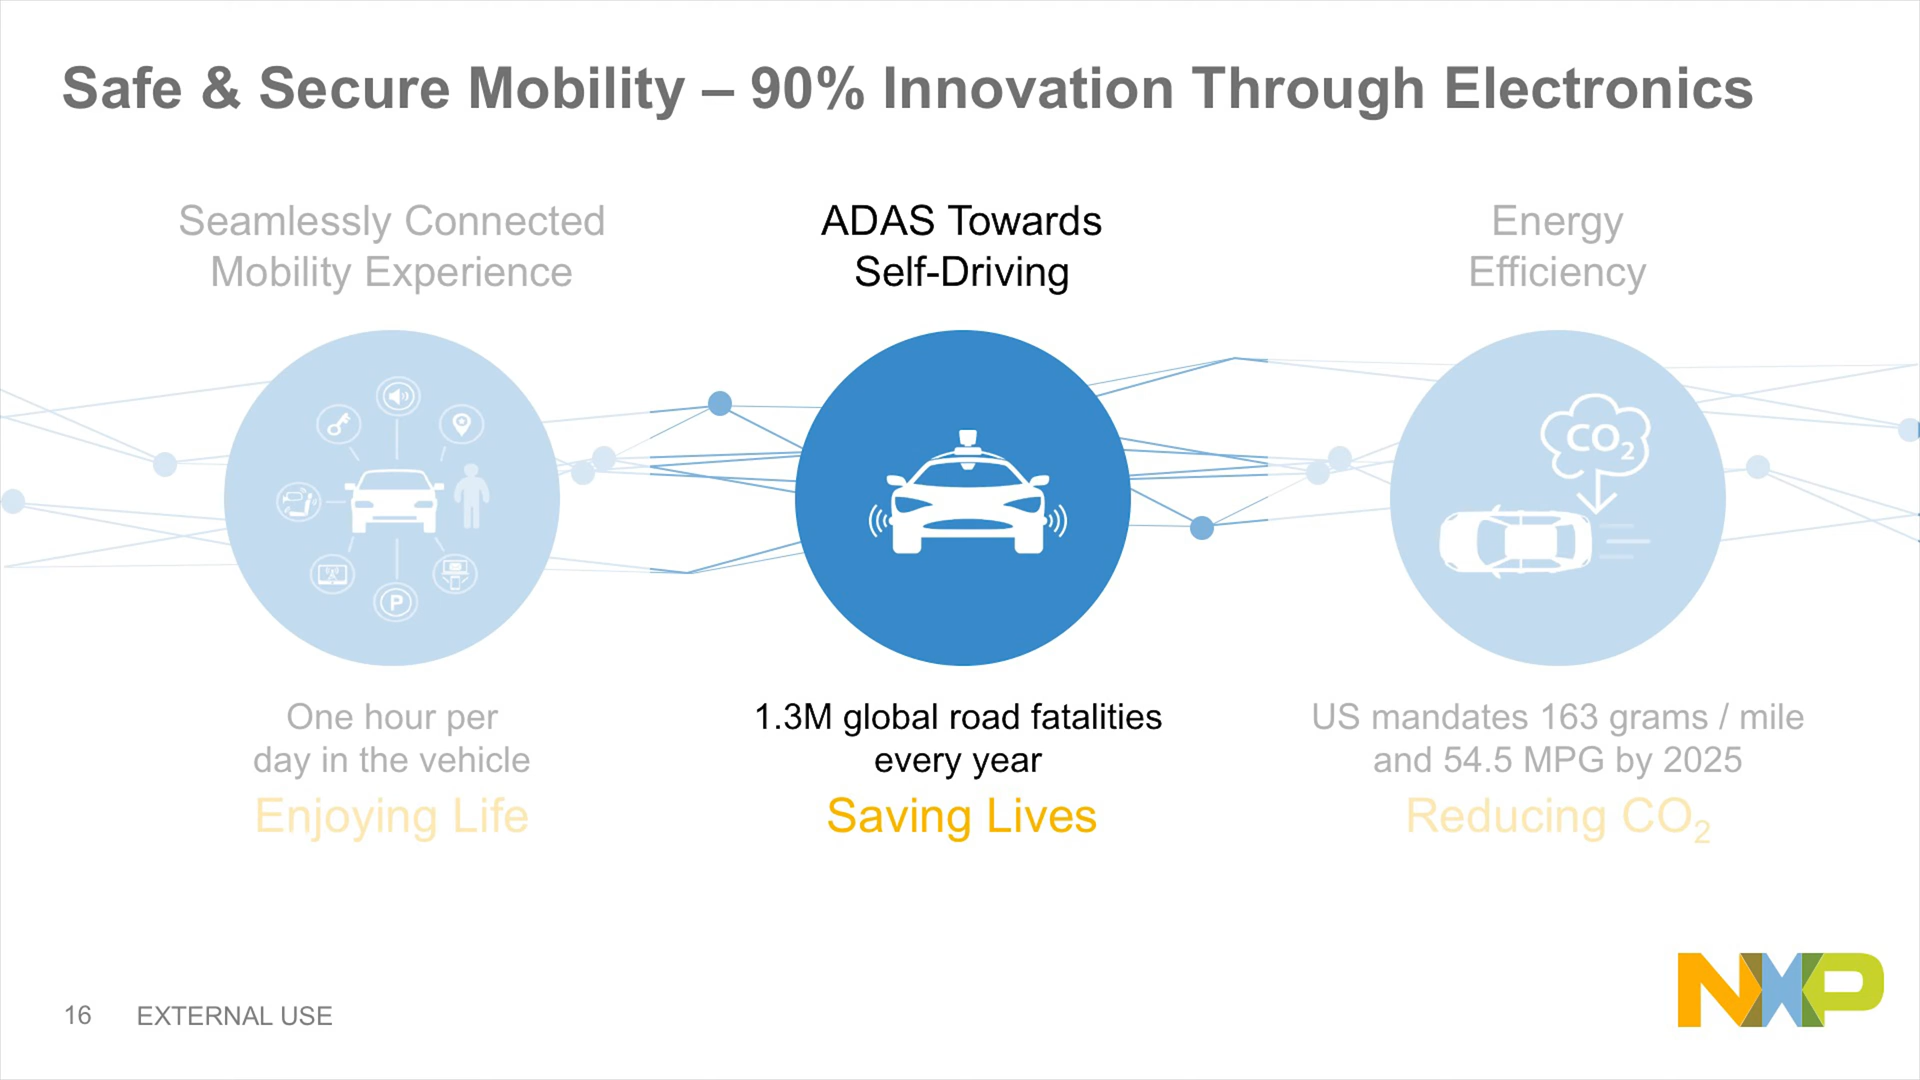 Safe & Secure Mobility – 90% Innovation Through Electronics
Seamlessly Connected
Mobility Experience
ADAS Towards
Self-Driving
Energy
Efficiency
P
CO₂
One hour per
day in the vehicle
Enjoying Life
1.3M global road fatalities
every year
Saving Lives
US mandates 163 grams / mile
and 54.5 MPG by 2025
Reducing CO₂
16 EXTERNAL USE
NXP